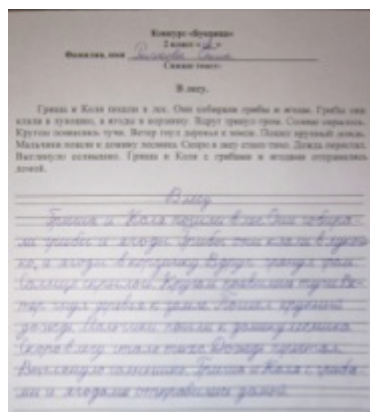 Конкурс «Буковка»
2 класс «
Фамилия, имя
Спиши текст:
В лесу.
Гриша и Коля пошли в лес. Они собирали грибы и ягоды. Грибы они
клали в лукошко, а ягоды в корзину. Вдруг грянул гром. Солнце скрылось.
Кругом появились тучи. Ветер гнул деревья к земле. Пошел крупный дождь.
Мальчики пошли к домику лесника. Скоро в лесу стало тихо. Дождь перестал.
Выглянуло солнышко. Гриша и Коля с грибами и ягодами отправились
домой.
В лесу
Гриша и Коля пошли в лес. Они собира-
ли грибы и ягоды. Грибы они клали в лукош-
ко, а ягоды в корзинку. Вдруг грянул гром.
Солнце скрылось. Кругом появились тучи. Ве-
тер гнул деревья к земле. Пошел крупный
дождь. Мальчики пошли к домику лесника.
Скоро в лесу стало тихо. Дождь перестал.
Выглянуло солнышко. Гриша и Коля с гриба-
ми и ягодами отправились домой.